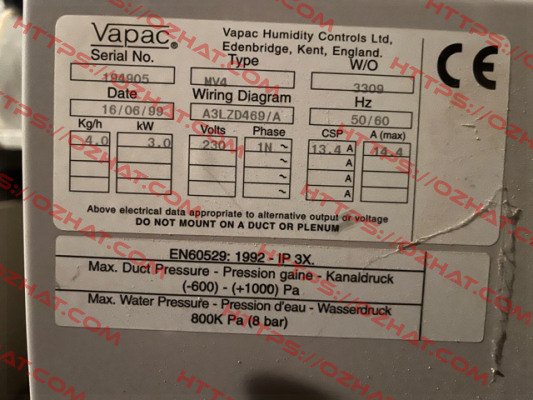 Vapac®
Vapac Humidity Controls Ltd,
Edenbridge, Kent, England.
Serial No. Type W/O
184905 MV4 3309
Date Wiring Diagram Hz
16/06/99 A3LZD469/A 50/60
Kg/h kW Volts Phase CSP A (max)
4.0 3.0 230 1N ~ 13.4 A 14.4
~ A
~ A
~ A
Above electrical data appropriate to alternative output or voltage
DO NOT MOUNT ON A DUCT OR PLENUM
CE
EN60529: 1992 - IP 3X.
Max. Duct Pressure - Pression gaine - Kanaldruck
(-600) - (+1000) Pa
Max. Water Pressure - Pression d'eau - Wasserdruck
800K Pa (8 bar)
HTTPS://OZHAT.COM